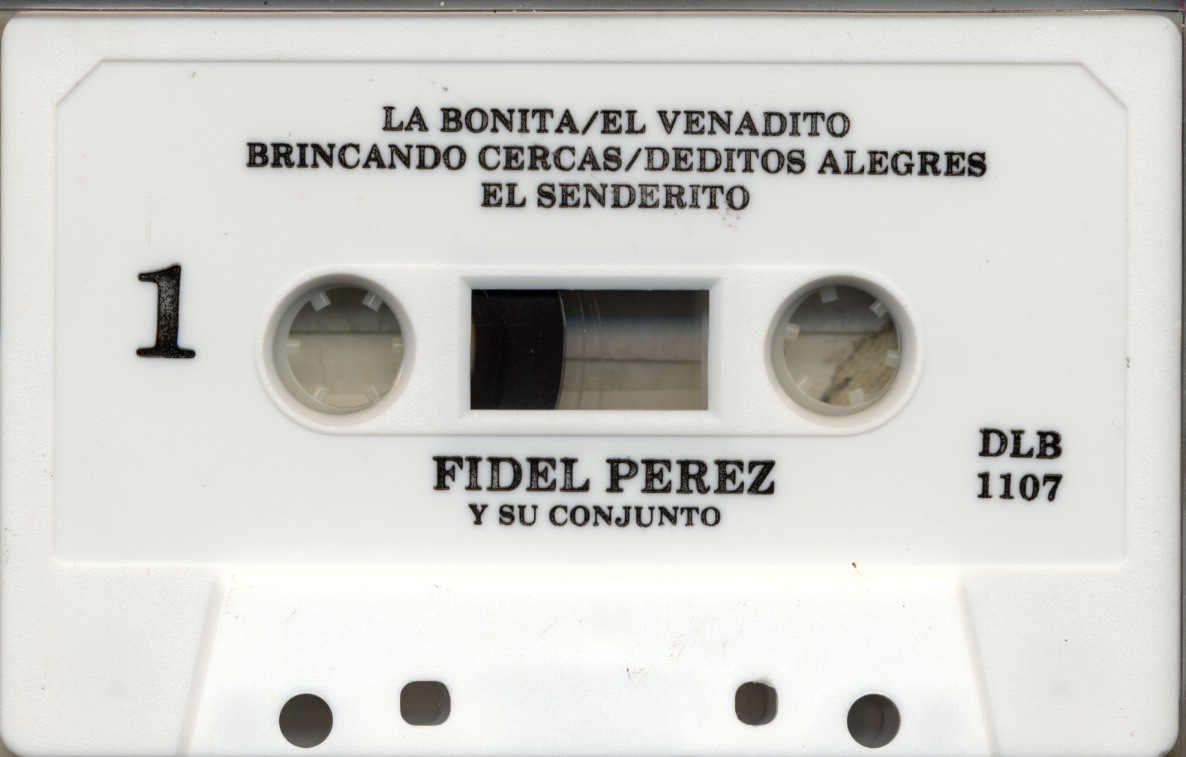 LA BONITA/EL VENADITO
BRINCANDO CERCAS/DEDITOS ALEGRES
EL SENDERITO
1
FIDEL PEREZ
Y SU CONJUNTO
DLB
1107